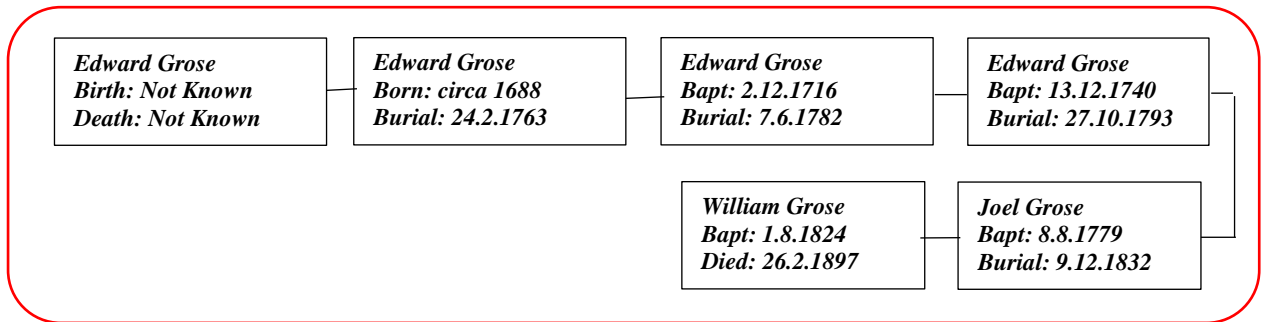 Edward Grose
Birth: Not Known
Death: Not Known
Edward Grose
Born: circa 1688
Burial: 24.2.1763
Edward Grose
Bapt: 2.12.1716
Burial: 7.6.1782
Edward Grose
Bapt: 13.12.1740
Burial: 27.10.1793
William Grose
Bapt: 1.8.1824
Died: 26.2.1897
Joel Grose
Bapt: 8.8.1779
Burial: 9.12.1832